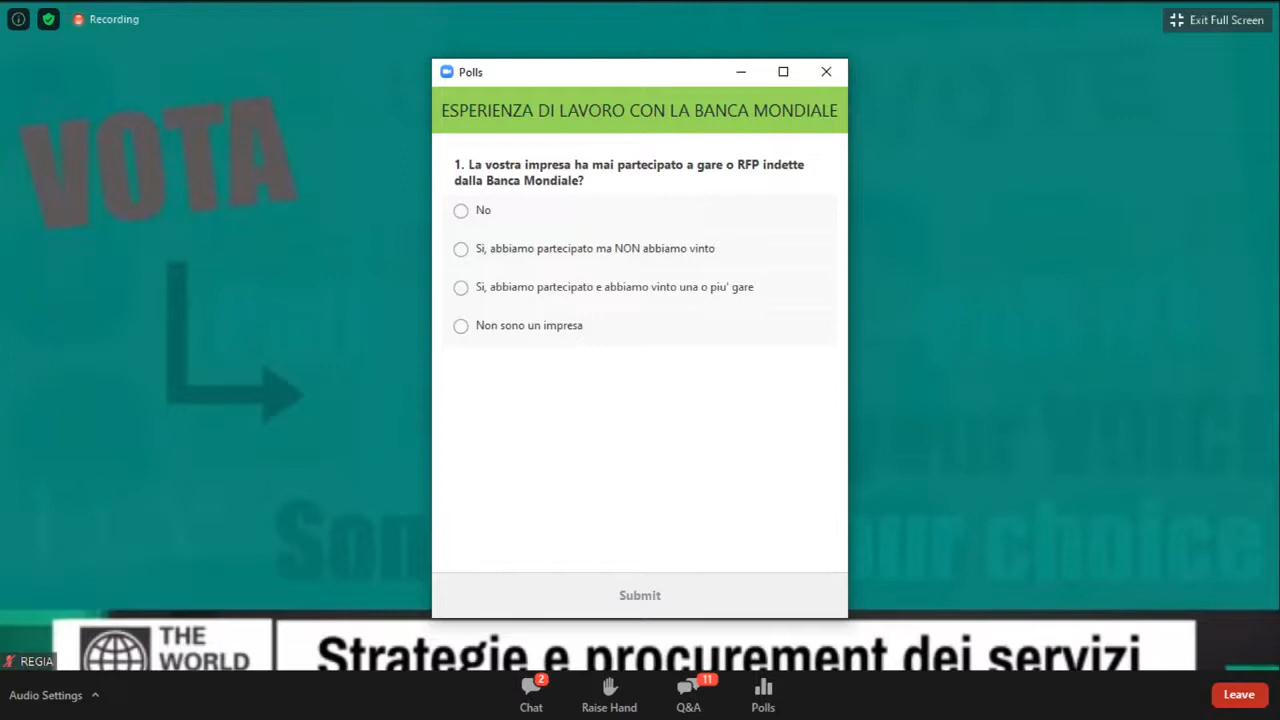 Recording
Exit Full Screen
Polls
ESPERIENZA DI LAVORO CON LA BANCA MONDIALE
VOTA
1. La vostra impresa ha mai partecipato a gare o RFP indette
dalla Banca Mondiale?
No
Si, abbiamo partecipato ma NON abbiamo vinto
Si, abbiamo partecipato e abbiamo vinto una o piu' gare
Non sono un impresa
our choice
Submit
THE
WORLD
Strategie e procurement dei servizi
REGIA
Audio Settings
2
Chat
Raise Hand
11
Q&A
Polls
Leave